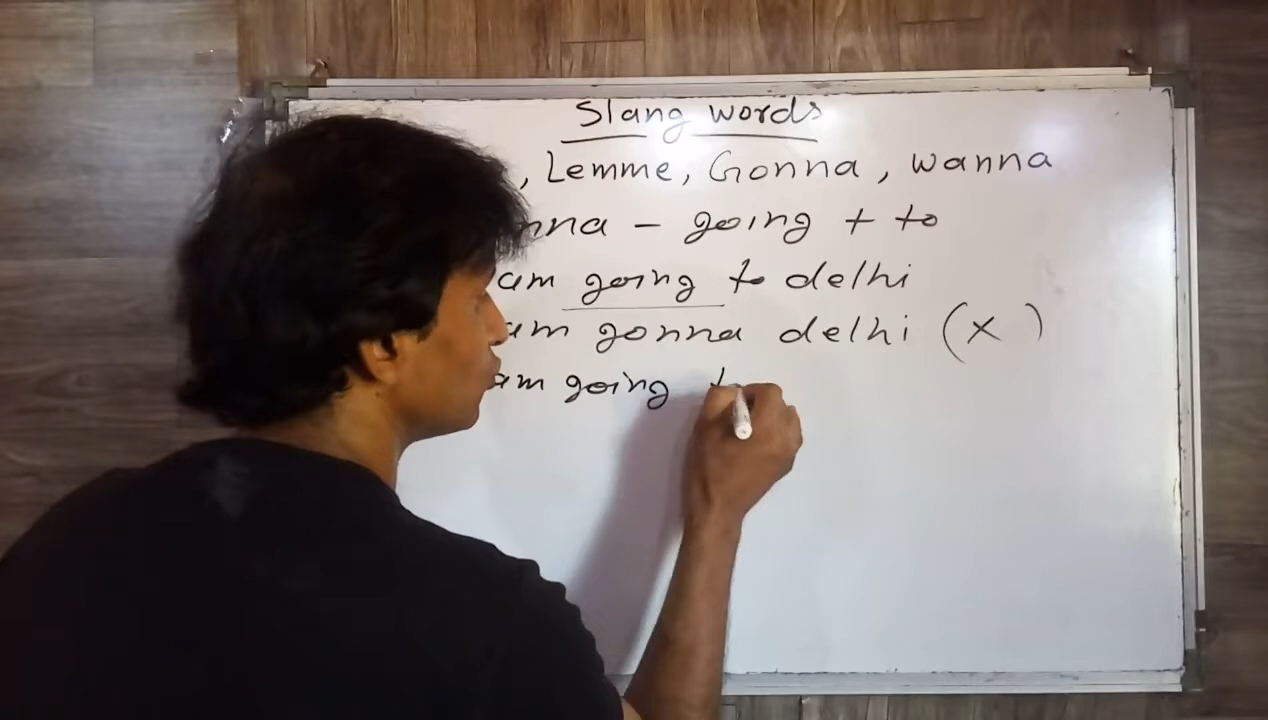 Slang words
, Lemme, Gonna, wanna
nna - going + to
am going to delhi
am gonna delhi (x)
am going t